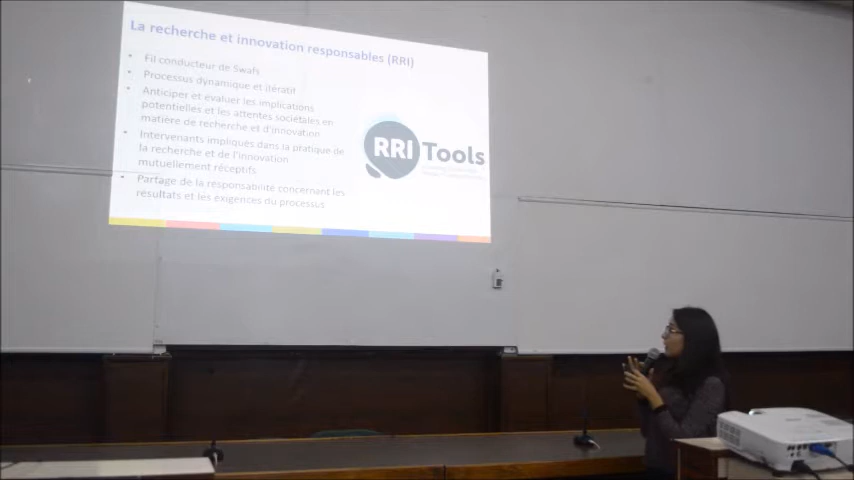 La recherche et innovation responsables (RRI)
• Fil conducteur de Swafs
• Processus dynamique et itératif
• Anticiper et évaluer les implications
potentielles et les attentes sociétales en
matière de recherche et d'innovation
• Intervenants impliqués dans la pratique de
la recherche et de l'innovation
mutuellement réceptifs
• Partage de la responsabilité concernant les
résultats et les exigences du processus
RRI Tools